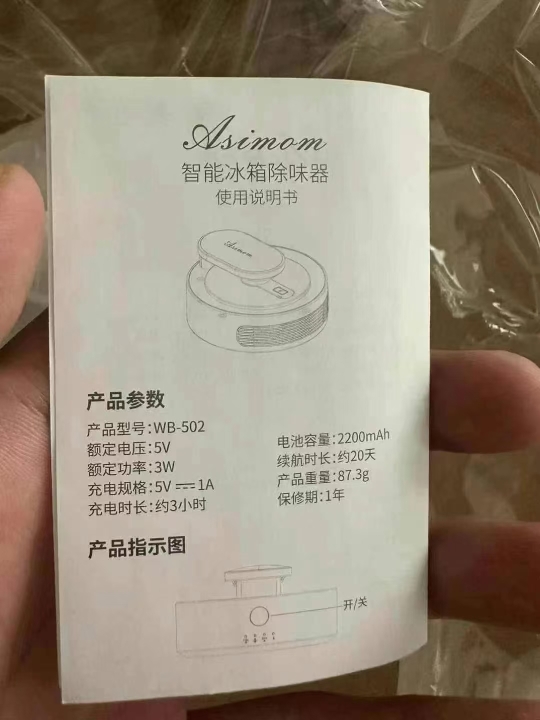 Asimom
智能冰箱除味器
使用说明书
Asimom
产品参数
产品型号:WB-502
额定电压:5V
额定功率:3W
充电规格:5V⎓1A
充电时长:约3小时
电池容量:2200mAh
续航时长:约20天
产品重量:87.3g
保修期:1年
产品指示图
开/关